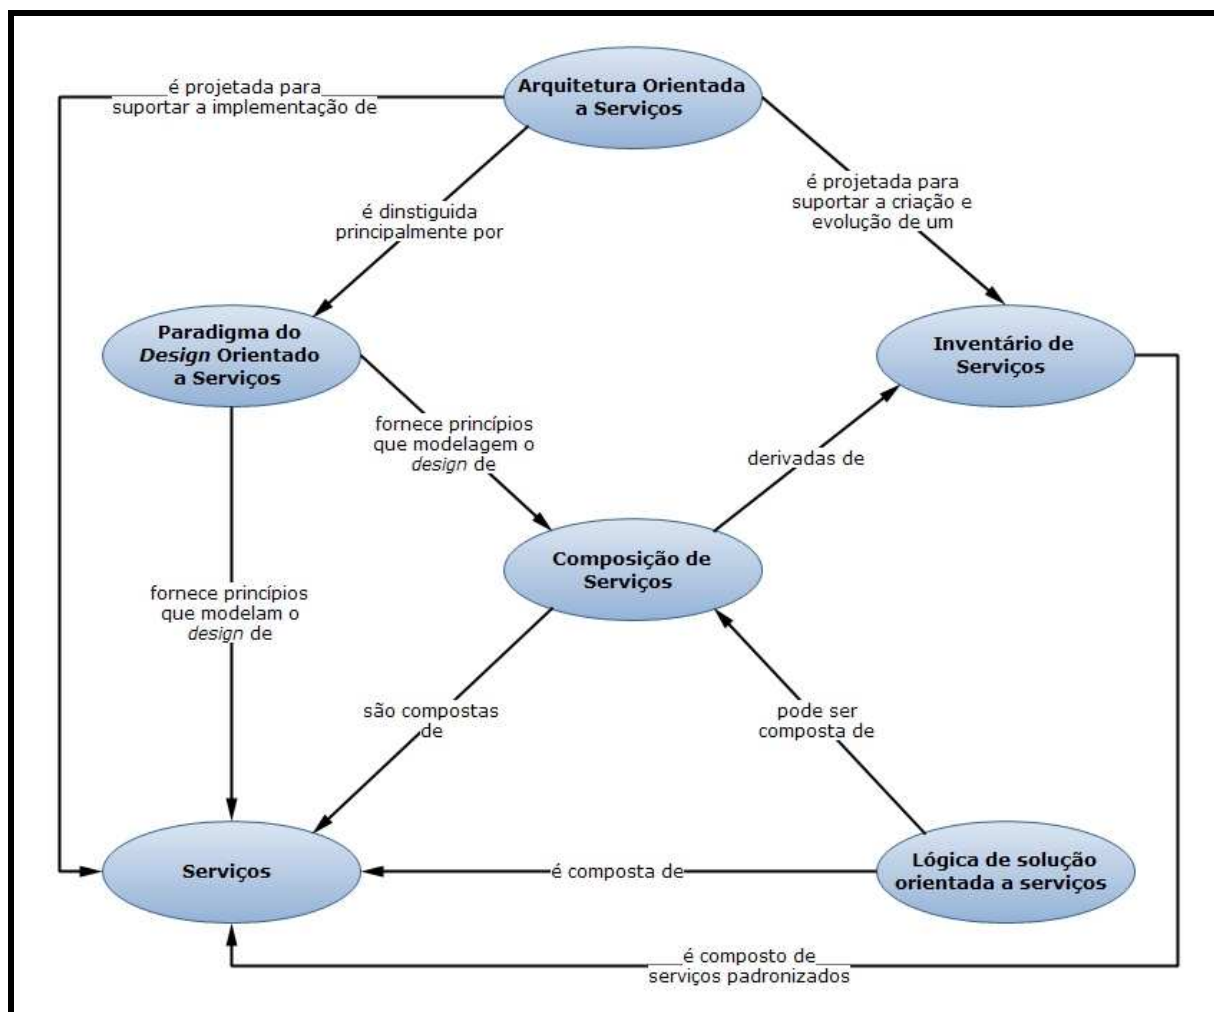 Arquitetura Orientada
a Serviços
é projetada para
suportar a implementação de
é projetada para
suportar a criação e
evolução de um
é dinstiguida
principalmente por
Paradigma do
Design Orientado
a Serviços
Inventário de
Serviços
fornece princípios
que modelagem o
design de
derivadas de
Composição de
Serviços
fornece princípios
que modelam o
design de
são compostas
de
pode ser
composta de
Serviços
é composta de
Lógica de solução
orientada a serviços
é composto de
serviços padronizados